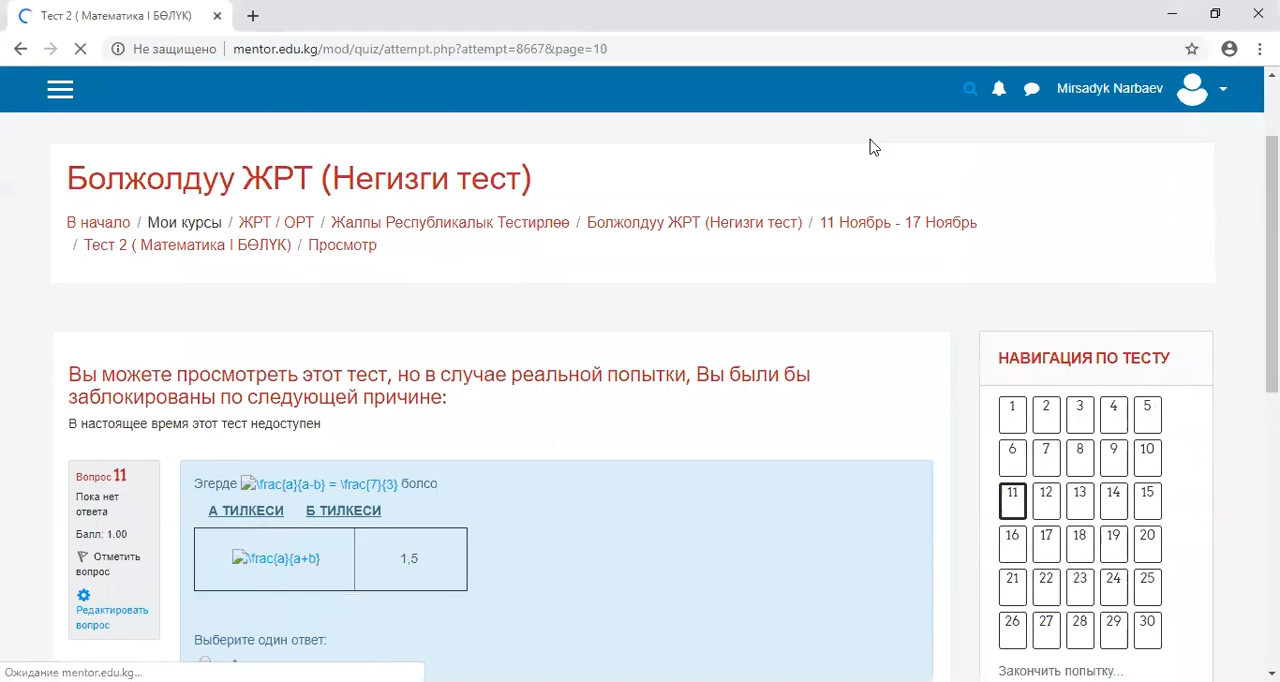 Тест 2 ( Математика I БӨЛҮК)
Не защищено
mentor.edu.kg/mod/quiz/attempt.php?attempt=8667&page=10
Mirsadyk Narbaev
Болжолдуу ЖРТ (Негизги тест)
В начало / Мои курсы / ЖРТ / ОРТ / Жалпы Республикалык Тестирлөө / Болжолдуу ЖРТ (Негизги тест) / 11 Ноябрь - 17 Ноябрь
/ Тест 2 ( Математика I БӨЛҮК) / Просмотр
Вы можете просмотреть этот тест, но в случае реальной попытки, Вы были бы
заблокированы по следующей причине:
В настоящее время этот тест недоступен
Вопрос 11
Пока нет
ответа
Балл: 1.00
Отметить
вопрос
Редактировать
вопрос
Эгерде \frac{a}{a-b} = \frac{7}{3} болсо
А ТИЛКЕСИ Б ТИЛКЕСИ
\frac{a}{a+b} 1,5
Выберите один ответ:
НАВИГАЦИЯ ПО ТЕСТУ
1 2 3 4 5
6 7 8 9 10
11 12 13 14 15
16 17 18 19 20
21 22 23 24 25
26 27 28 29 30
Закончить попытку...
Ожидание mentor.edu.kg...